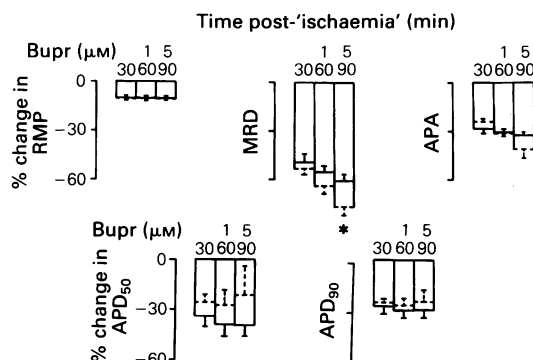 Time post-‘ischaemia’ (min)
Bupr (μM) 1 5 1 5 1 5
30 60 90 30 60 90 30 60 90
0
−30
−60
% change in
RMP
MRD
APA
*
Bupr (μM) 1 5 1 5
30 60 90 30 60 90
0
−30
−60
% change in
APD50
APD90